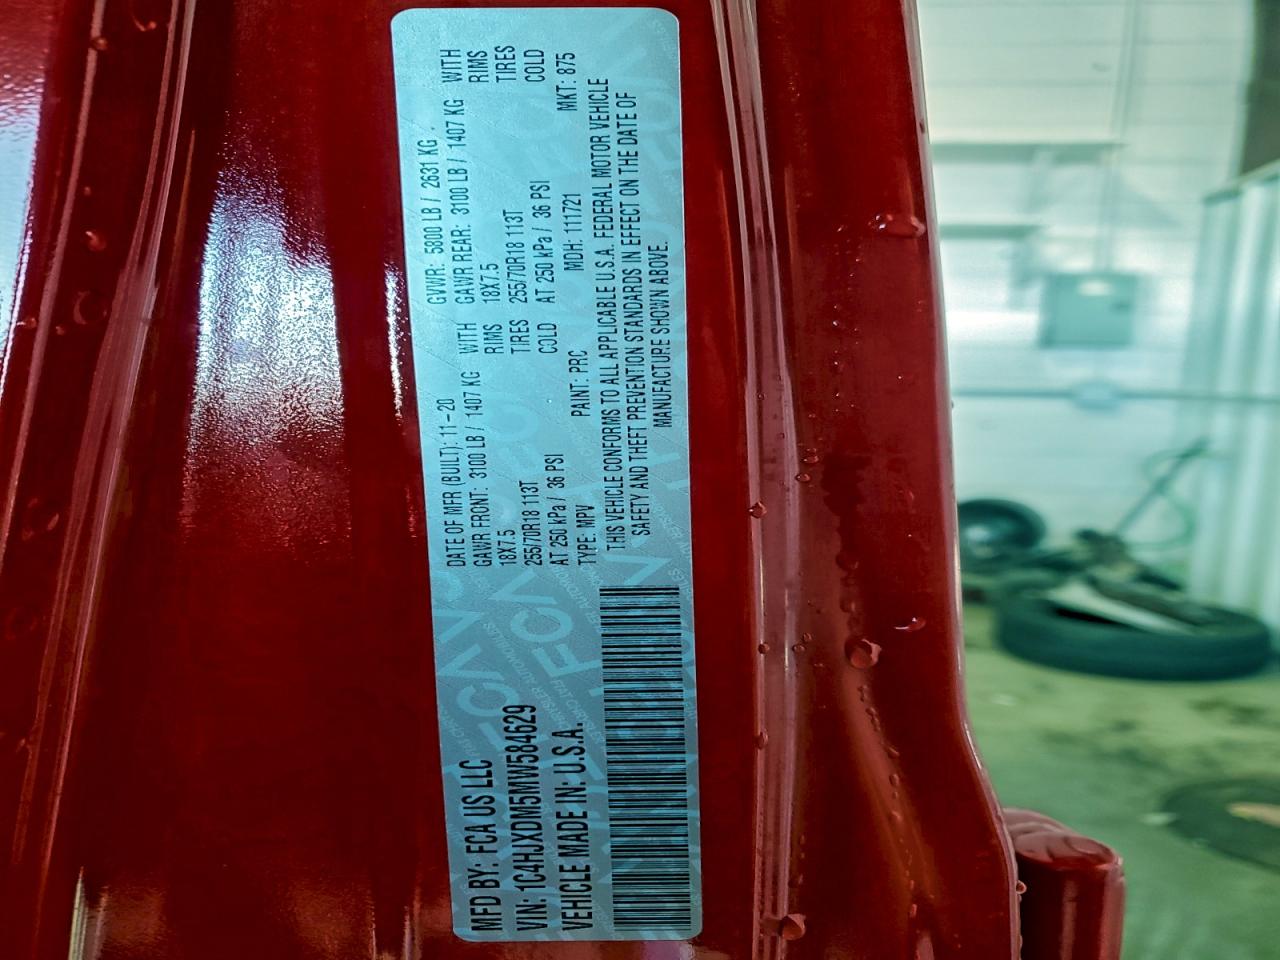 DATE OF MFR (BUILT): 11-20 GVWR: 5800 LB / 2631 KG
GAWR FRONT: 3100 LB / 1407 KG WITH GAWR REAR: 3100 LB / 1407 KG WITH
18X7.5 RIMS 18X7.5 RIMS
255/70R18 113T TIRES 255/70R18 113T TIRES
AT 250 kPa / 36 PSI COLD AT 250 kPa / 36 PSI COLD
TYPE: MPV PAINT: PRC MDH: 111721 MKT: 875
THIS VEHICLE CONFORMS TO ALL APPLICABLE U.S.A. FEDERAL MOTOR VEHICLE
SAFETY AND THEFT PREVENTION STANDARDS IN EFFECT ON THE DATE OF
MANUFACTURE SHOWN ABOVE.
MFD BY: FCA US LLC
VIN: 1C4HJXDM5MW584629
VEHICLE MADE IN: U.S.A.